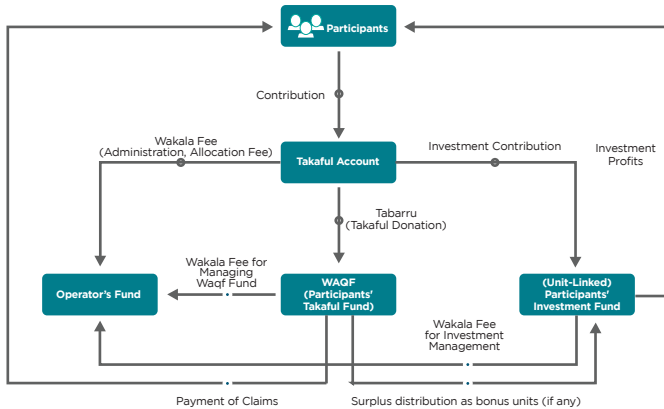 Participants
Contribution
Wakala Fee
(Administration, Allocation Fee)
Takaful Account
Investment Contribution
Investment
Profits
Tabarru
(Takaful Donation)
Wakala Fee for
Managing
Waqf Fund
Operator's Fund
WAQF
(Participants'
Takaful Fund)
(Unit-Linked)
Participants'
Investment Fund
Wakala Fee
for Investment
Management
Payment of Claims
Surplus distribution as bonus units (if any)